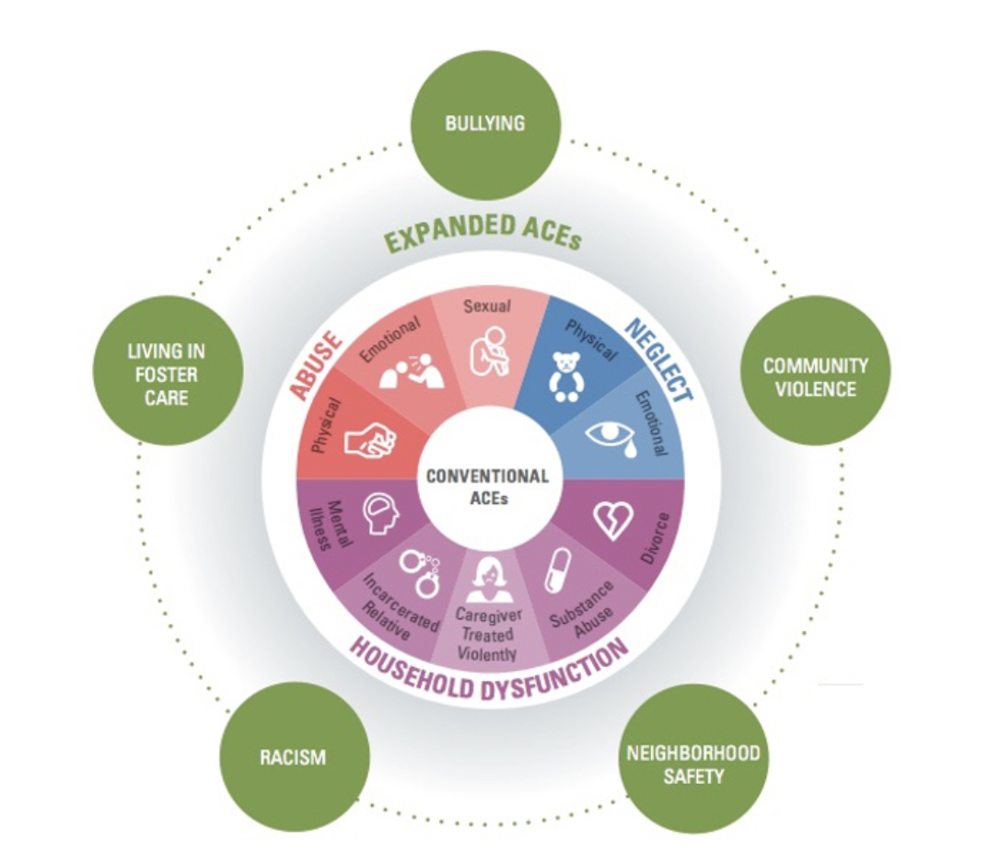 BULLYING
EXPANDED ACEs
LIVING IN
FOSTER
CARE
COMMUNITY
VIOLENCE
ABUSE
NEGLECT
Physical
Emotional
Sexual
Physical
Emotional
CONVENTIONAL
ACEs
Mental
Illness
Incarcerated
Relative
Caregiver
Treated
Violently
Substance
Abuse
Divorce
HOUSEHOLD DYSFUNCTION
RACISM
NEIGHBORHOOD
SAFETY